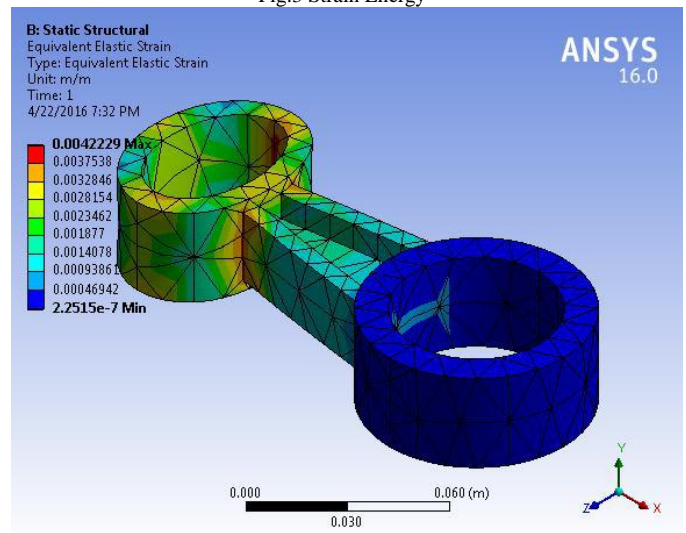 Fig.5 Strain Energy
B: Static Structural
Equivalent Elastic Strain
Type: Equivalent Elastic Strain
Unit: m/m
Time: 1
4/22/2016 7:32 PM
ANSYS
16.0
0.0042229 Max
0.0037538
0.0032846
0.0028154
0.0023462
0.001877
0.0014078
0.00093861
0.00046942
2.2515e-7 Min
0.000
0.060 (m)
0.030
Y
Z
X